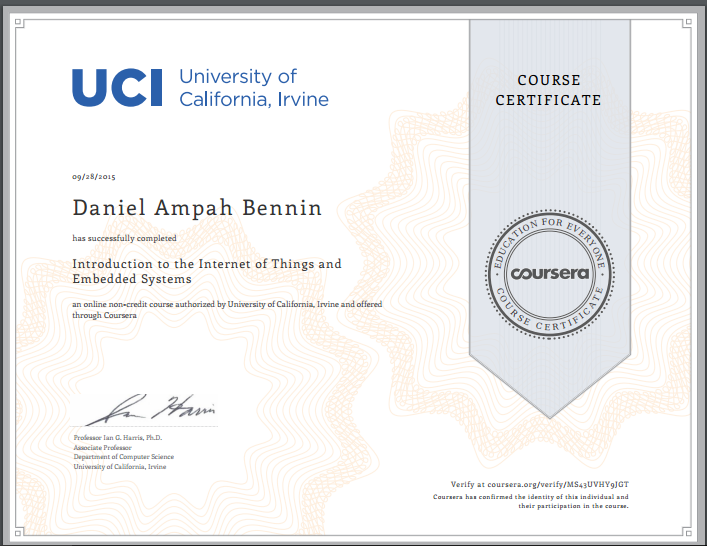 UCI
University of
California, Irvine
COURSE
CERTIFICATE
09/28/2015
Daniel Ampah Bennin
has successfully completed
Introduction to the Internet of Things and
Embedded Systems
an online non-credit course authorized by University of California, Irvine and offered
through Coursera
EDUCATION FOR EVERYONE
coursera
COURSE CERTIFICATE
Ian Harris
Professor Ian G. Harris, Ph.D.
Associate Professor
Department of Computer Science
University of California, Irvine
Verify at coursera.org/verify/MS43UVHY9JGT
Coursera has confirmed the identity of this individual and
their participation in the course.